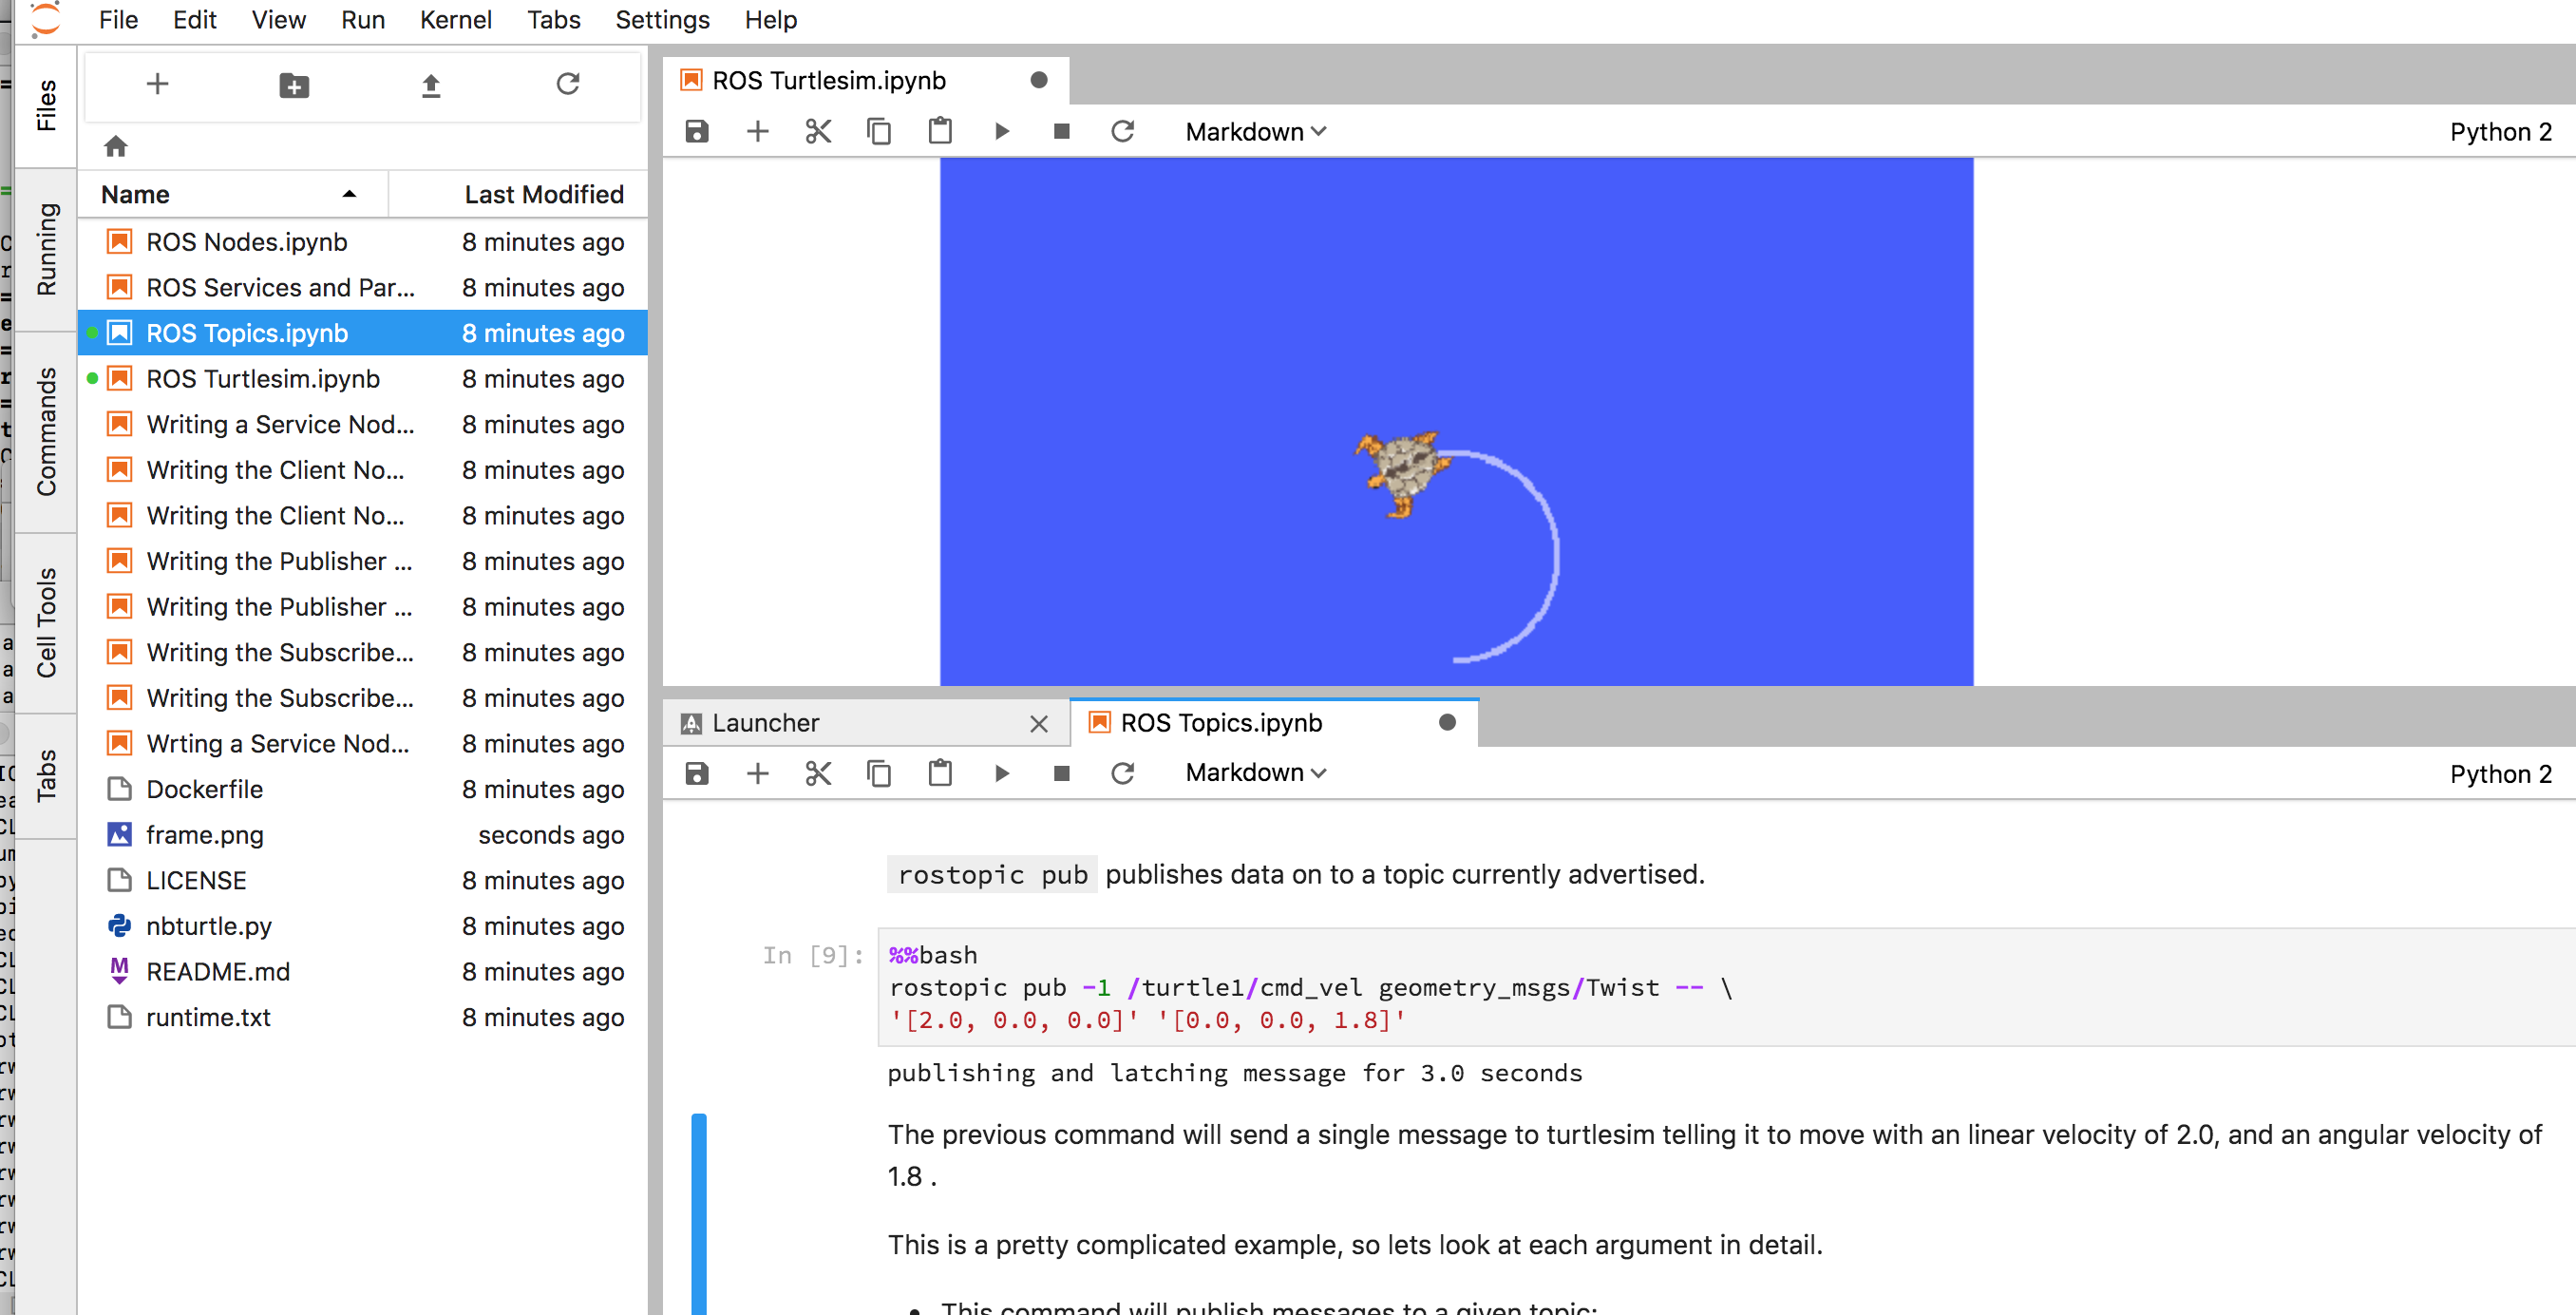 File Edit View Run Kernel Tabs Settings Help
Files
Running
Commands
Cell Tools
Tabs
Name Last Modified
ROS Nodes.ipynb 8 minutes ago
ROS Services and Par... 8 minutes ago
ROS Topics.ipynb 8 minutes ago
ROS Turtlesim.ipynb 8 minutes ago
Writing a Service Nod... 8 minutes ago
Writing the Client No... 8 minutes ago
Writing the Client No... 8 minutes ago
Writing the Publisher ... 8 minutes ago
Writing the Publisher ... 8 minutes ago
Writing the Subscribe... 8 minutes ago
Writing the Subscribe... 8 minutes ago
Wrting a Service Nod... 8 minutes ago
Dockerfile 8 minutes ago
frame.png seconds ago
LICENSE 8 minutes ago
nbturtle.py 8 minutes ago
README.md 8 minutes ago
runtime.txt 8 minutes ago
ROS Turtlesim.ipynb
Markdown Python 2
Launcher ROS Topics.ipynb
Markdown Python 2
rostopic pub publishes data on to a topic currently advertised.
In [9]: %%bash
rostopic pub -1 /turtle1/cmd_vel geometry_msgs/Twist -- \
'[2.0, 0.0, 0.0]' '[0.0, 0.0, 1.8]'
publishing and latching message for 3.0 seconds
The previous command will send a single message to turtlesim telling it to move with an linear velocity of 2.0, and an angular velocity of
1.8 .
This is a pretty complicated example, so lets look at each argument in detail.
• This command will publish messages to a given topic: